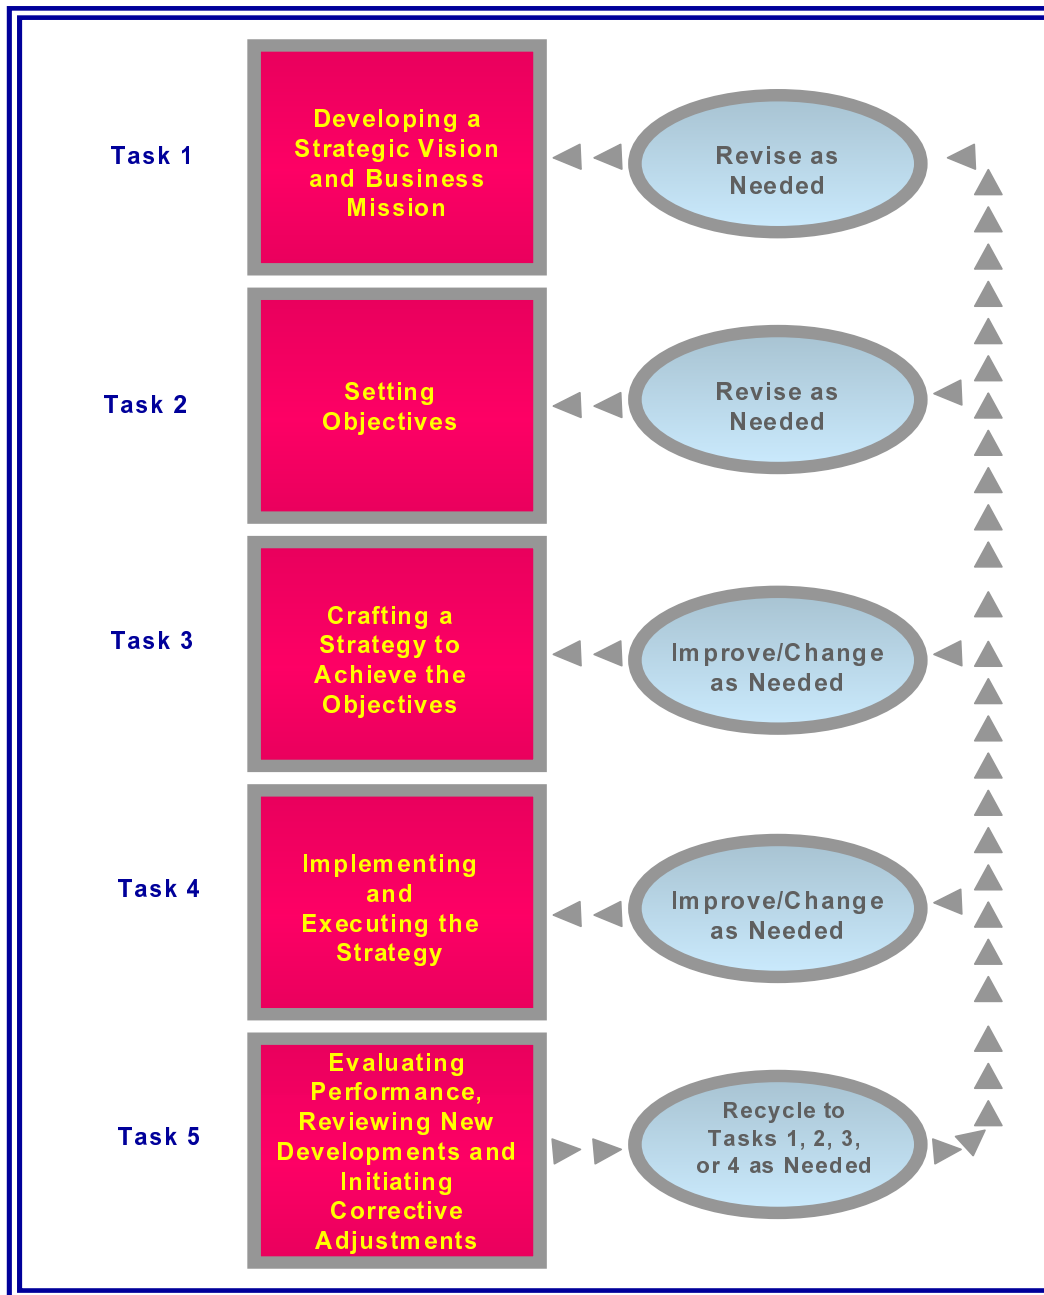 Task 1
Developing a
Strategic Vision
and Business
Mission
Revise as
Needed
Task 2
Setting
Objectives
Revise as
Needed
Task 3
Crafting a
Strategy to
Achieve the
Objectives
Improve/Change
as Needed
Task 4
Implementing
and
Executing the
Strategy
Improve/Change
as Needed
Task 5
Evaluating
Performance,
Reviewing New
Developments and
Initiating
Corrective
Adjustments
Recycle to
Tasks 1, 2, 3,
or 4 as Needed